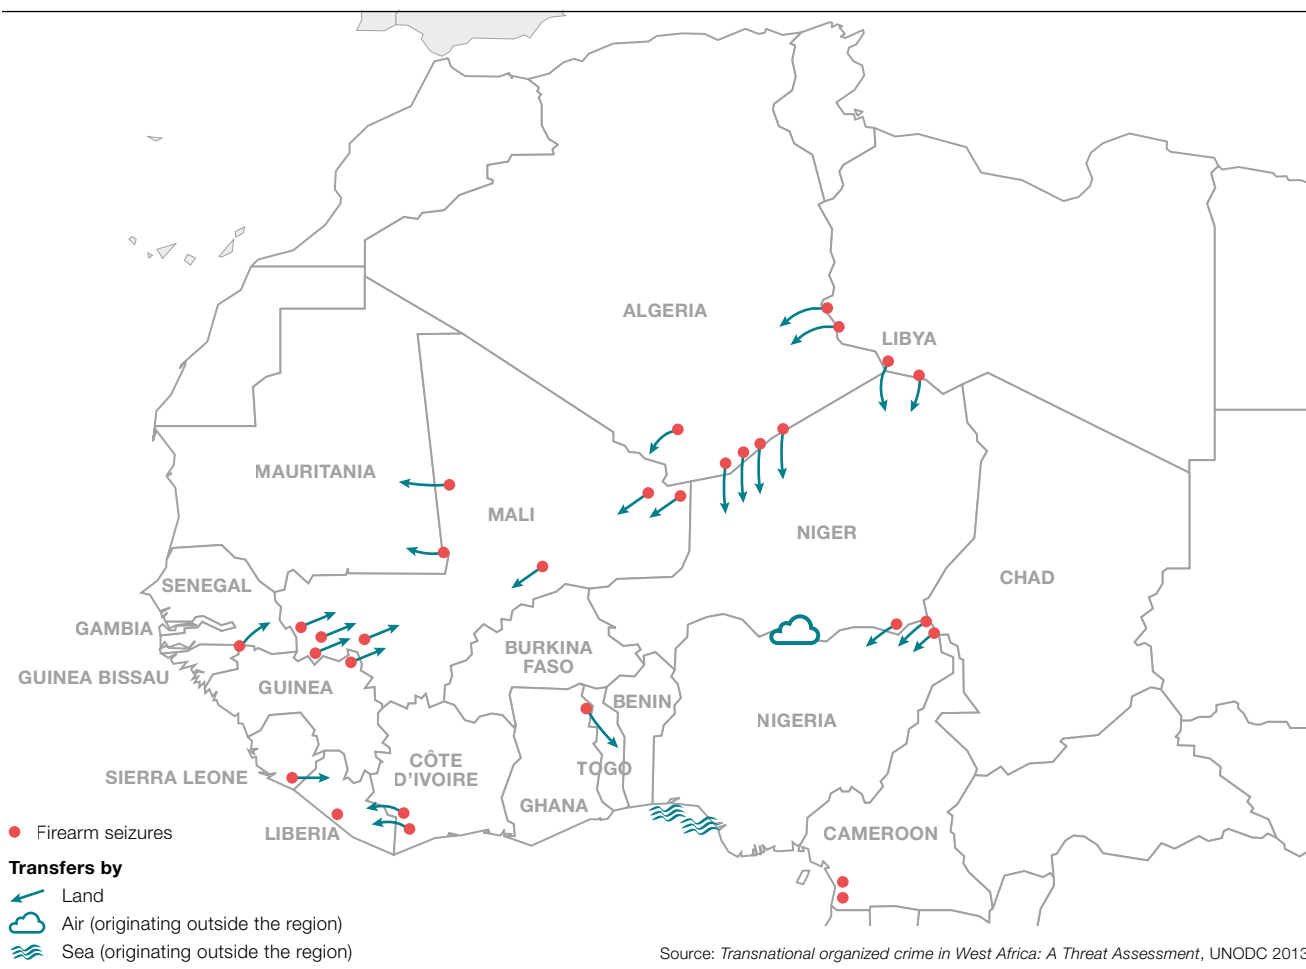 ALGERIA
LIBYA
MAURITANIA
MALI
NIGER
CHAD
SENEGAL
GAMBIA
GUINEA BISSAU
GUINEA
BURKINA
FASO
BENIN
NIGERIA
SIERRA LEONE
CÔTE
D'IVOIRE
TOGO
GHANA
LIBERIA
CAMEROON
Firearm seizures
Transfers by
Land
Air (originating outside the region)
Sea (originating outside the region)
Source: Transnational organized crime in West Africa: A Threat Assessment, UNODC 2013